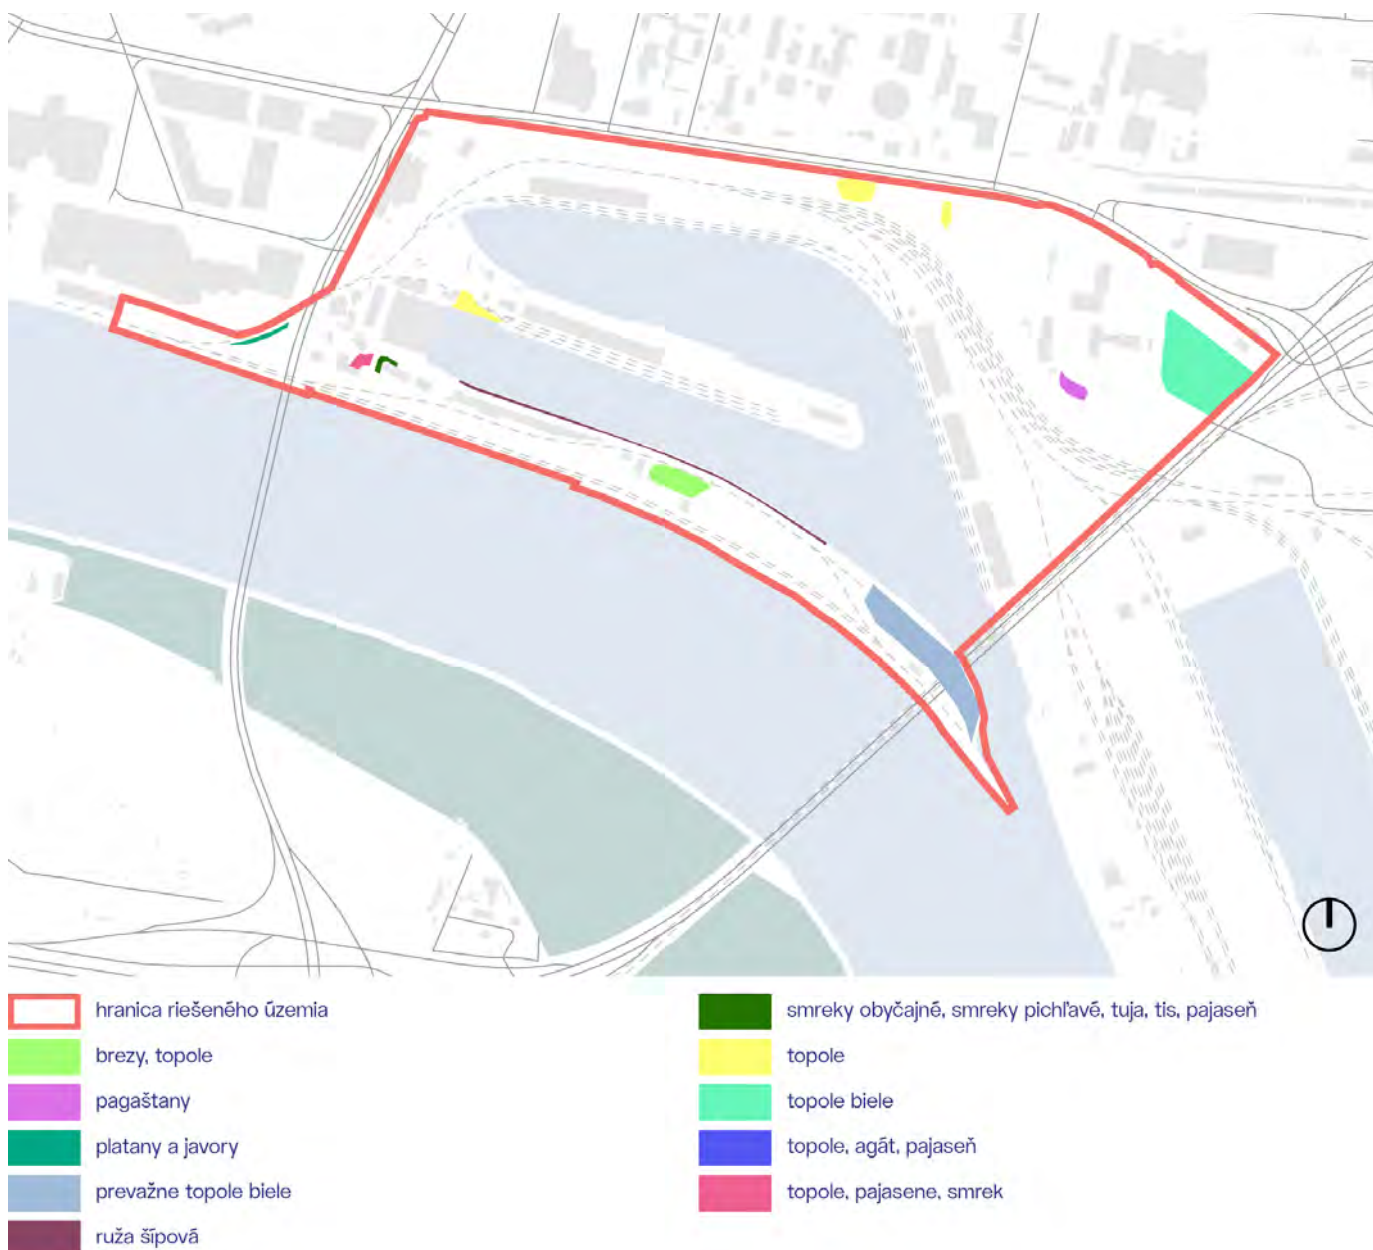 hranica riešeného územia
brezy, topole
pagaštany
platany a javory
prevažne topole biele
ruža šípová
smreky obyčajné, smreky pichľavé, tuja, tis, pajaseň
topole
topole biele
topole, agát, pajaseň
topole, pajasene, smrek